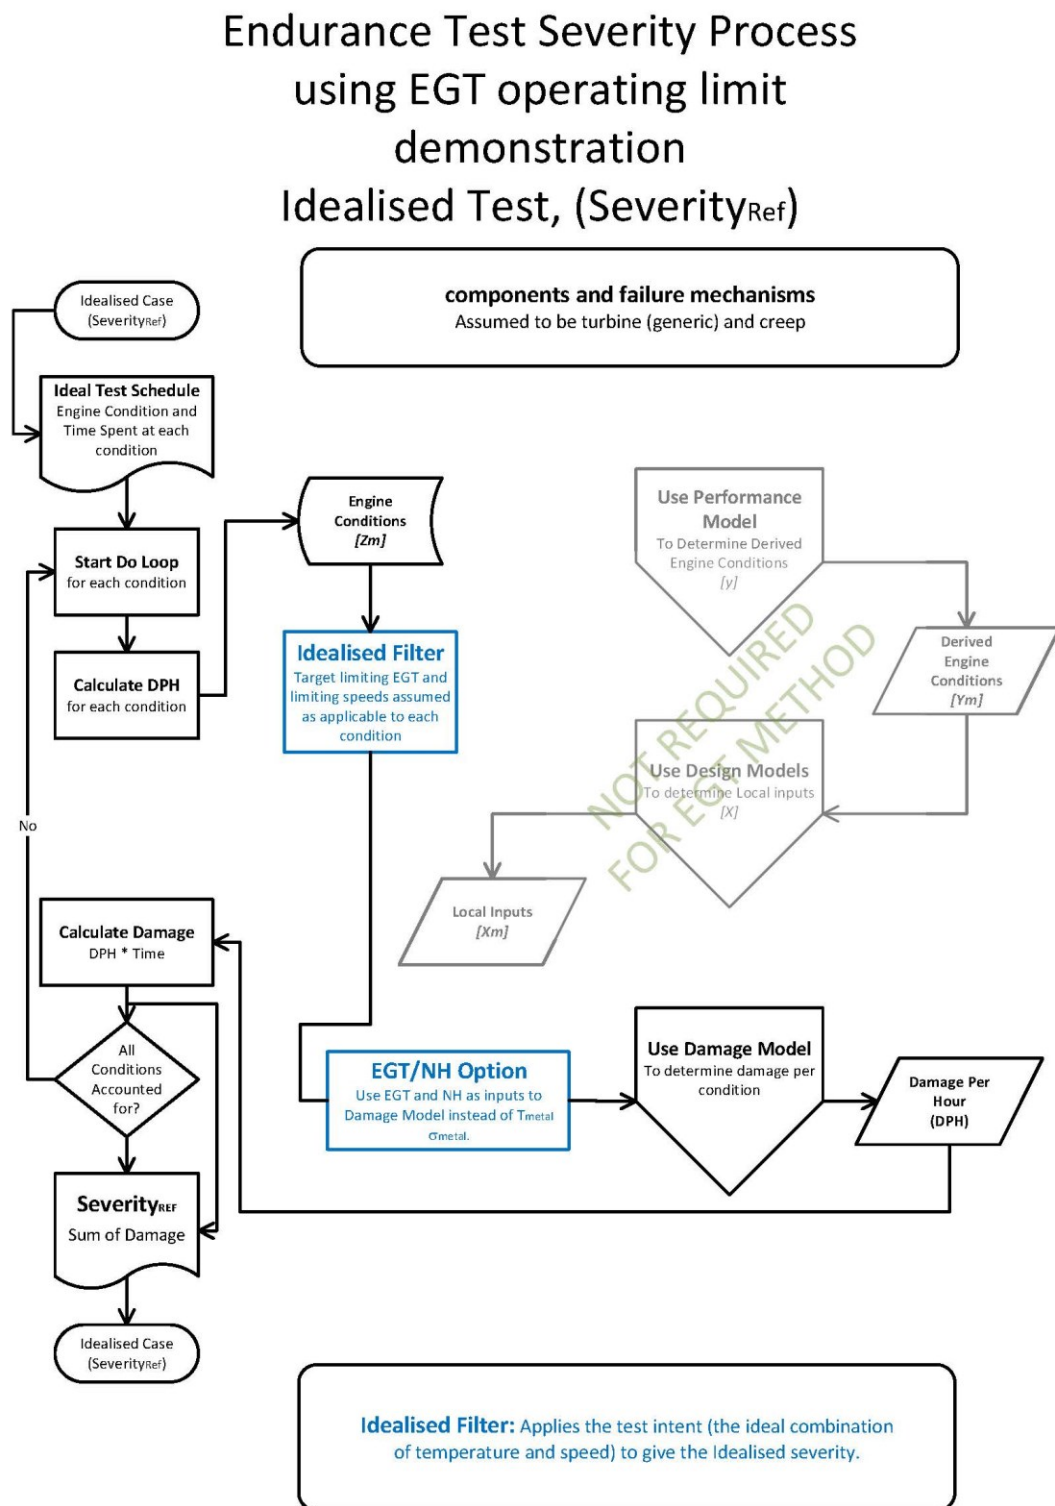 Endurance Test Severity Process
using EGT operating limit
demonstration
Idealised Test, (SeverityRef)
components and failure mechanisms
Assumed to be turbine (generic) and creep
Idealised Case
(SeverityRef)
Ideal Test Schedule
Engine Condition and
Time Spent at each
condition
Start Do Loop
for each condition
Calculate DPH
for each condition
Engine
Conditions
[Zm]
Idealised Filter
Target limiting EGT and
limiting speeds assumed
as applicable to each
condition
Use Performance
Model
To Determine Derived
Engine Conditions
[y]
Derived
Engine
Conditions
[Ym]
NOT REQUIRED
FOR EGT METHOD
Use Design Models
To determine Local inputs
[X]
Local Inputs
[Xm]
No
Calculate Damage
DPH * Time
All
Conditions
Accounted
for?
EGT/NH Option
Use EGT and NH as inputs to
Damage Model instead of Tmetal
σmetal.
Use Damage Model
To determine damage per
condition
Damage Per
Hour
(DPH)
SeverityREF
Sum of Damage
Idealised Case
(SeverityRef)
Idealised Filter: Applies the test intent (the ideal combination
of temperature and speed) to give the Idealised severity.